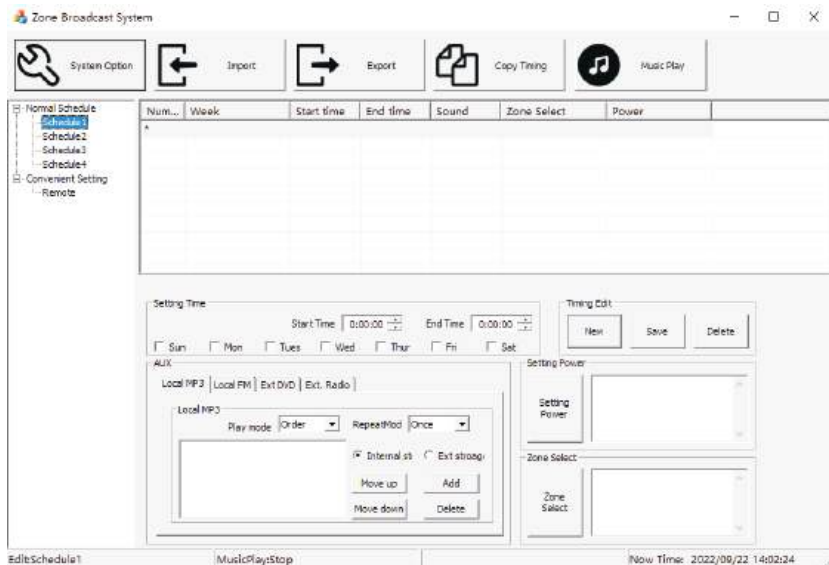 Zone Broadcast System
System Option Import Export Copy Timing Music Play
Normal Schedule
Schedule1
Schedule2
Schedule3
Schedule4
Convenient Setting
Remote
Num... Week Start time End time Sound Zone Select Power
*
Setting Time
Start Time 0:00:00 End Time 0:00:00
Sun Mon Tues Wed Thur Fri Sat
Timing Edit
New Save Delete
AUX
Local MP3 Local FM Ext DVD Ext. Radio
Local MP3
Play mode Order RepeatMod Once
Internal st Ext stroag
Move up Add
Move down Delete
Setting Power
Setting
Power
Zone Select
Zone
Select
EditSchedule1 MusicPlay:Stop Now Time: 2022/09/22 14:02:24